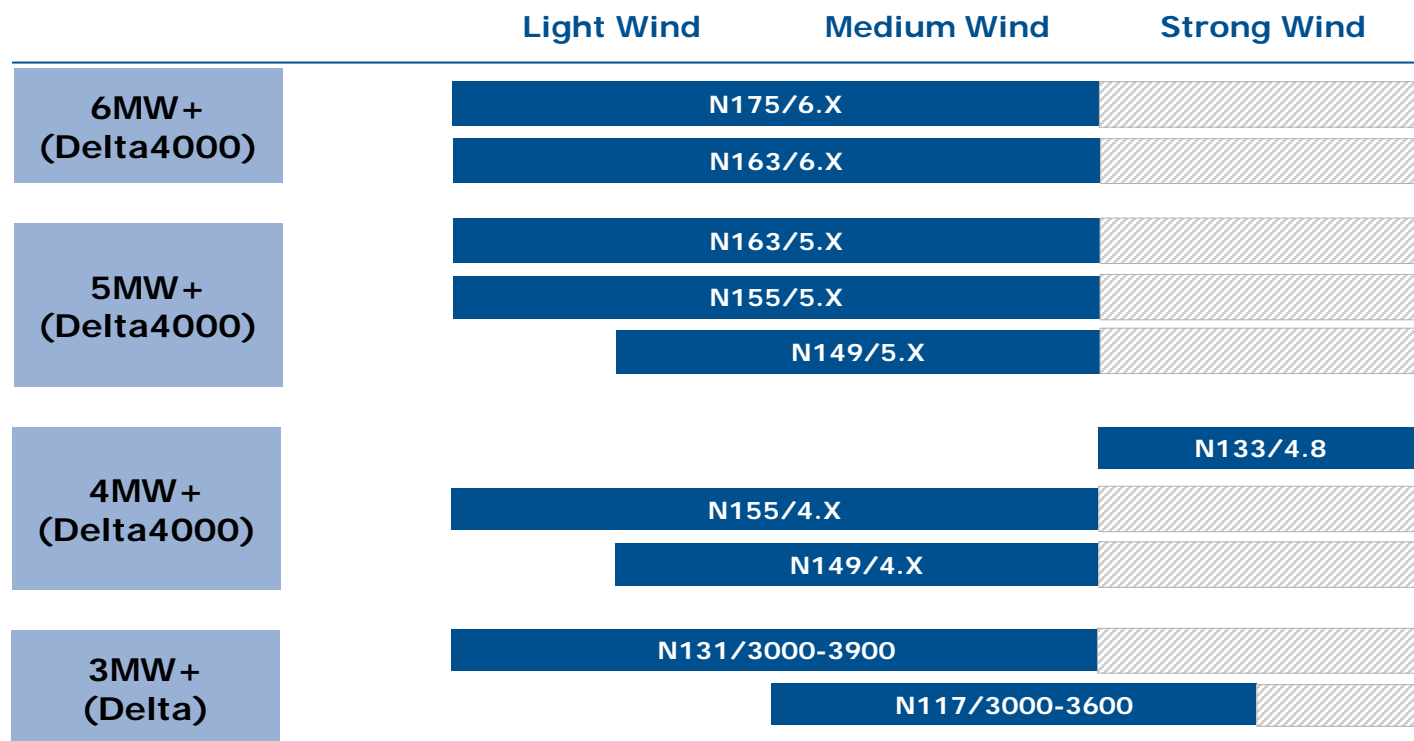 Light Wind Medium Wind Strong Wind
6MW+
(Delta4000)
N175/6.X
N163/6.X
5MW+
(Delta4000)
N163/5.X
N155/5.X
N149/5.X
4MW+
(Delta4000)
N133/4.8
N155/4.X
N149/4.X
3MW+
(Delta)
N131/3000-3900
N117/3000-3600